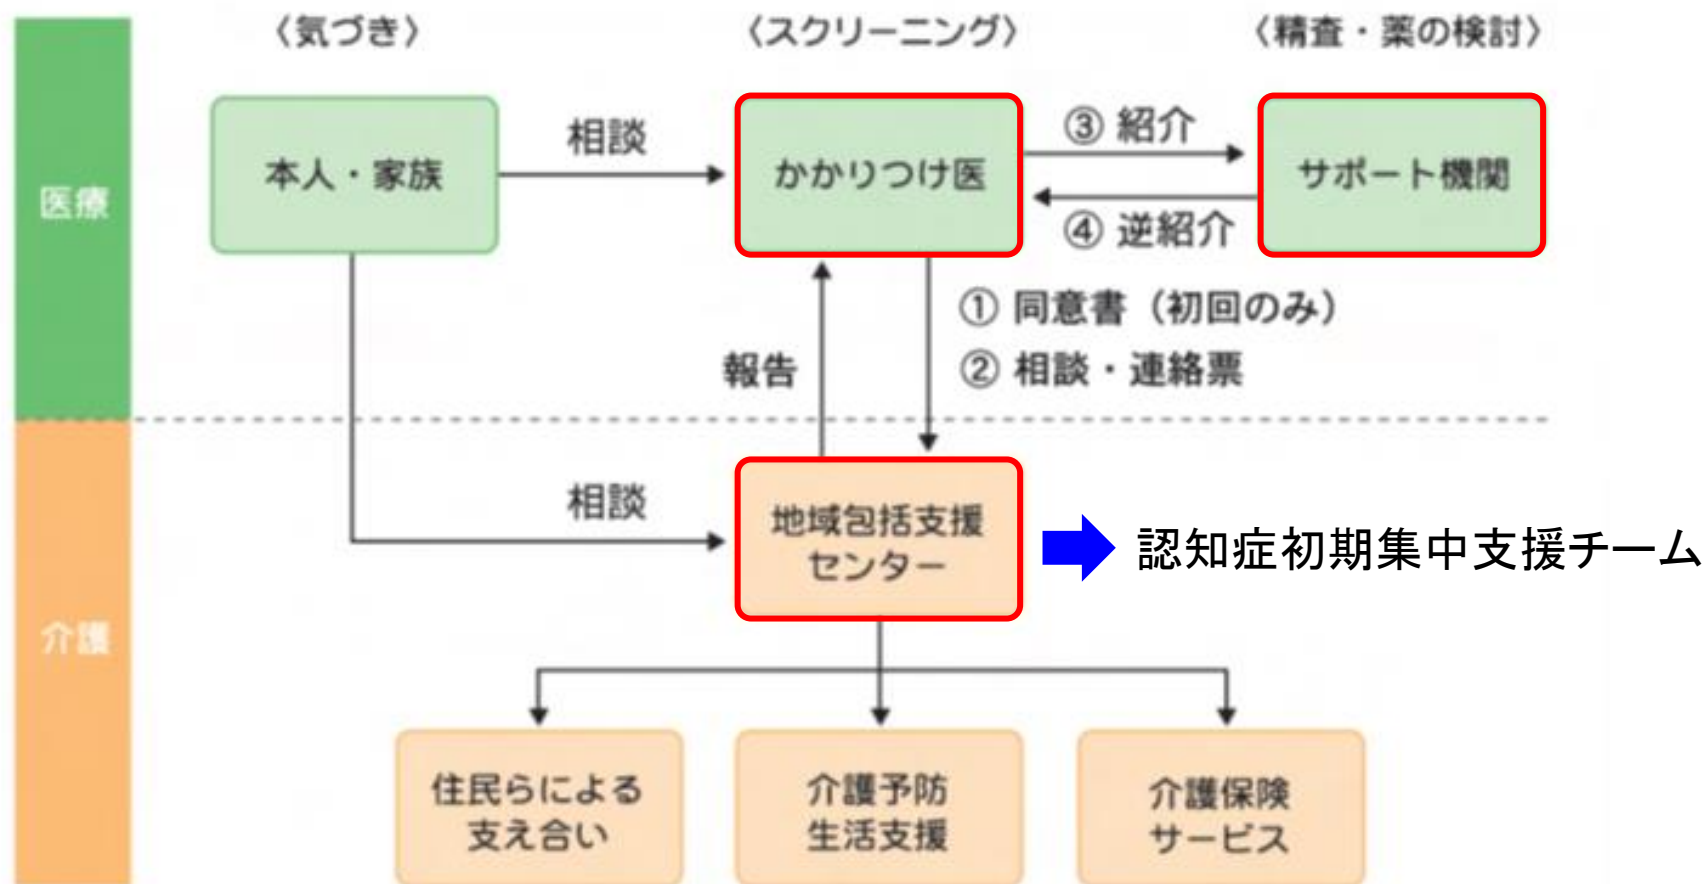 〈気づき〉
〈スクリーニング〉
〈精査・薬の検討〉
医療
本人・家族
相談
かかりつけ医
③ 紹介
④ 逆紹介
サポート機関
① 同意書（初回のみ）
② 相談・連絡票
報告
介護
相談
地域包括支援
センター
認知症初期集中支援チーム
住民らによる
支え合い
介護予防
生活支援
介護保険
サービス